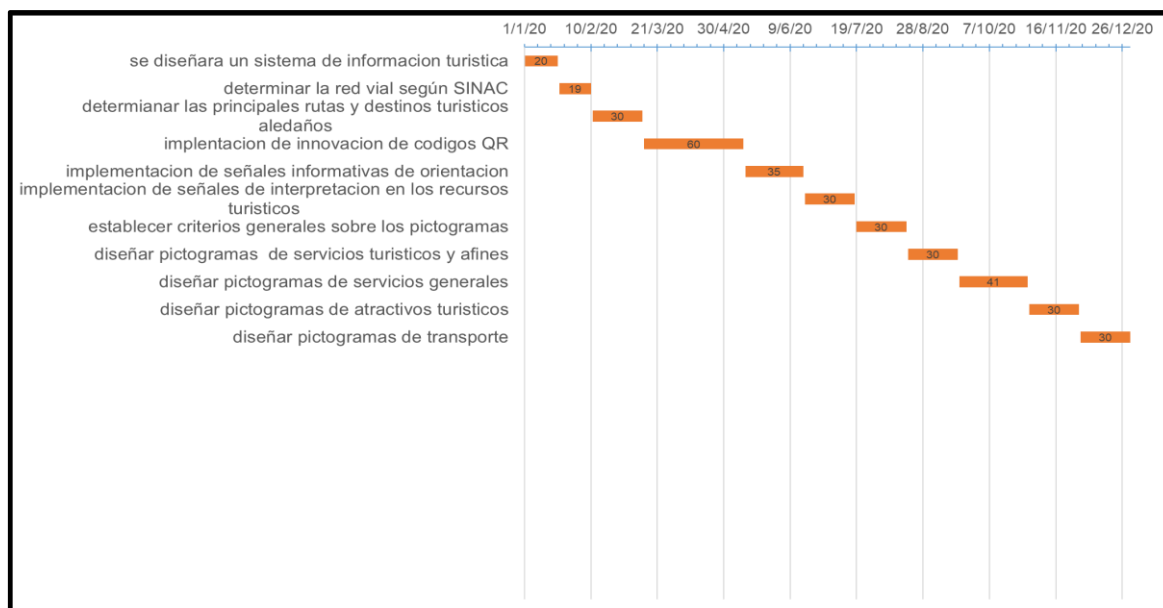 1/1/20 10/2/20 21/3/20 30/4/20 9/6/20 19/7/20 28/8/20 7/10/20 16/11/20 26/12/20
se diseñara un sistema de informacion turistica 20
determinar la red vial según SINAC 19
determianar las principales rutas y destinos turisticos
aledaños 30
implentacion de innovacion de codigos QR 60
implementacion de señales informativas de orientacion 35
implementacion de señales de interpretacion en los recursos
turisticos 30
establecer criterios generales sobre los pictogramas 30
diseñar pictogramas  de servicios turisticos y afines 30
diseñar pictogramas de servicios generales 41
diseñar pictogramas de atractivos turisticos 30
diseñar pictogramas de transporte 30